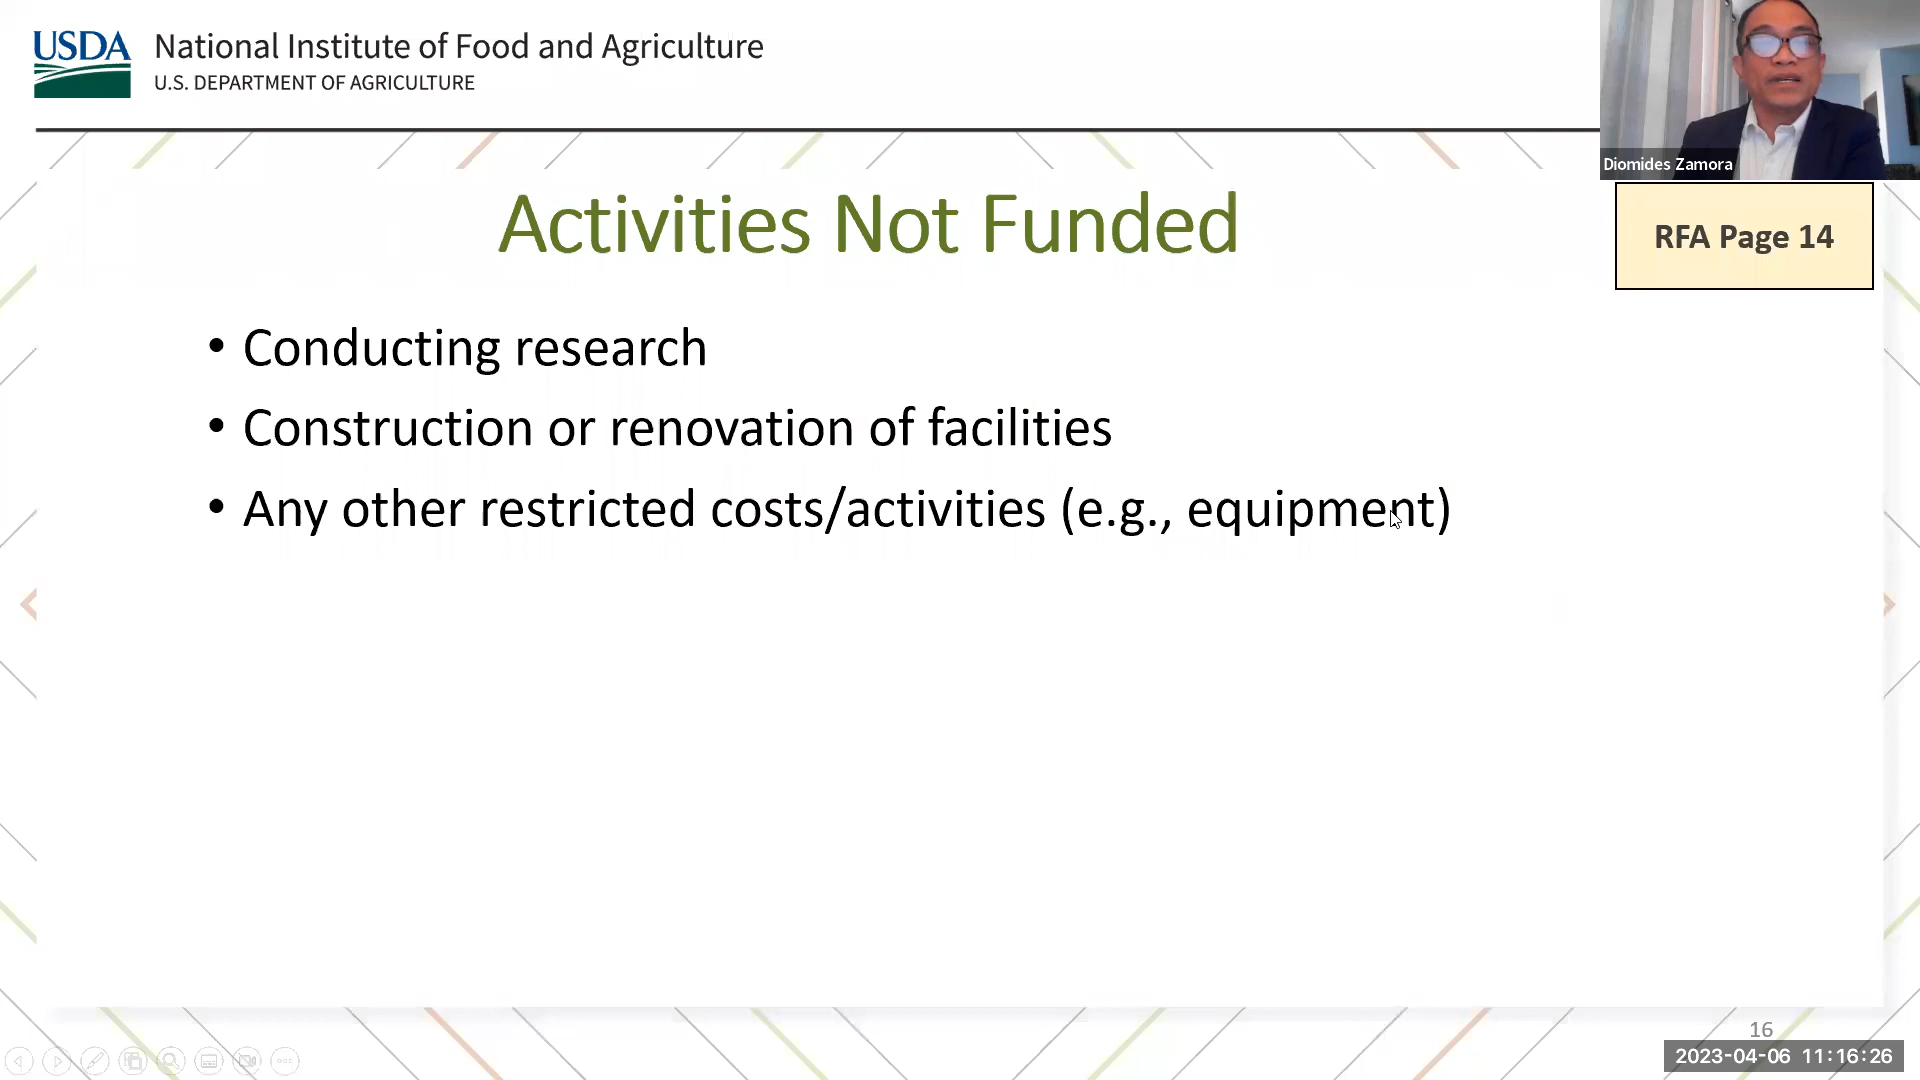 USDA
National Institute of Food and Agriculture
U.S. DEPARTMENT OF AGRICULTURE
Diomides Zamora
Activities Not Funded
RFA Page 14
• Conducting research
• Construction or renovation of facilities
• Any other restricted costs/activities (e.g., equipment)
16
2023-04-06 11:16:26